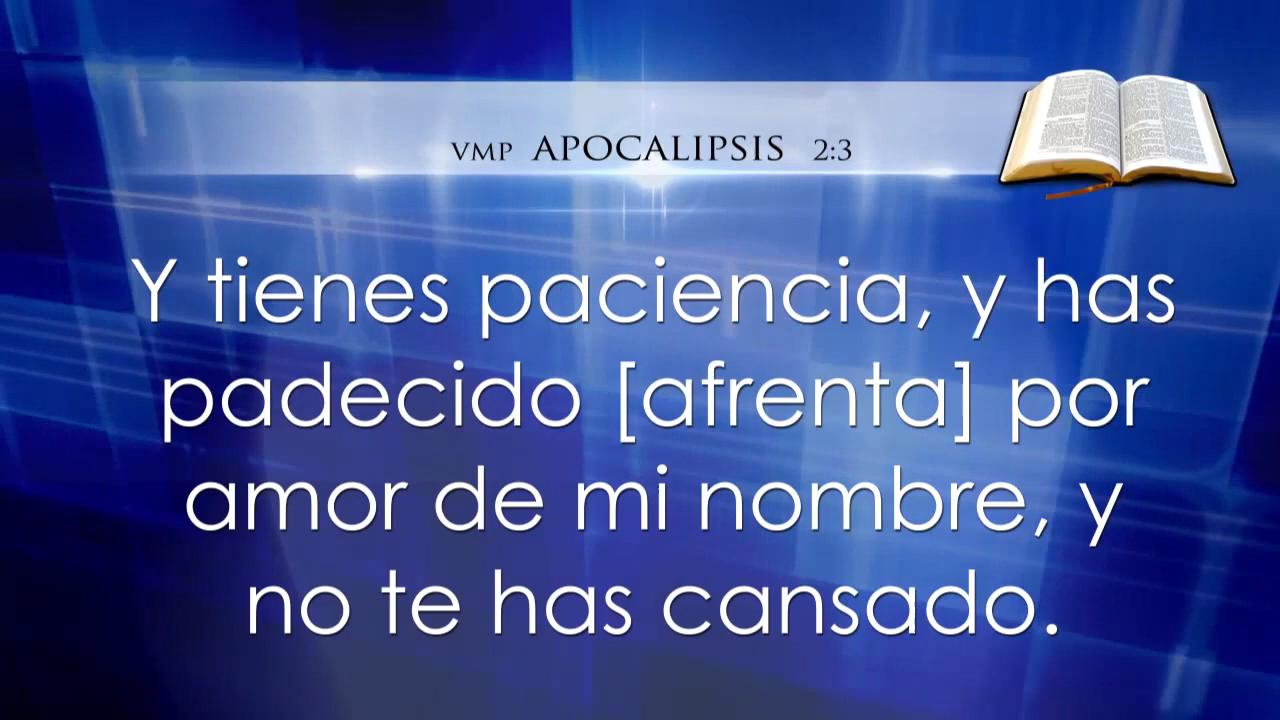 VMP APOCALIPSIS 2:3
Y tienes paciencia, y has
padecido [afrenta] por
amor de mi nombre, y
no te has cansado.